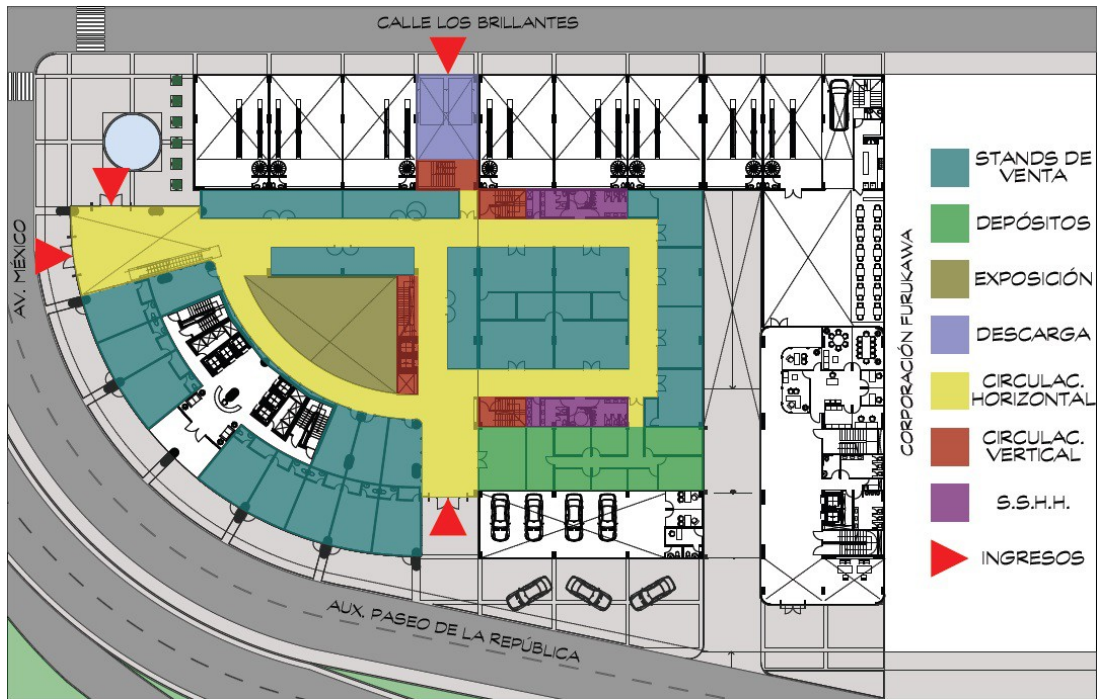 CALLE LOS BRILLANTES
AV. MÉXICO
AUX. PASEO DE LA REPÚBLICA
CORPORACIÓN FURUKAWA
STANDS DE
VENTA
DEPÓSITOS
EXPOSICIÓN
DESCARGA
CIRCULAC.
HORIZONTAL
CIRCULAC.
VERTICAL
S.S.H.H.
INGRESOS